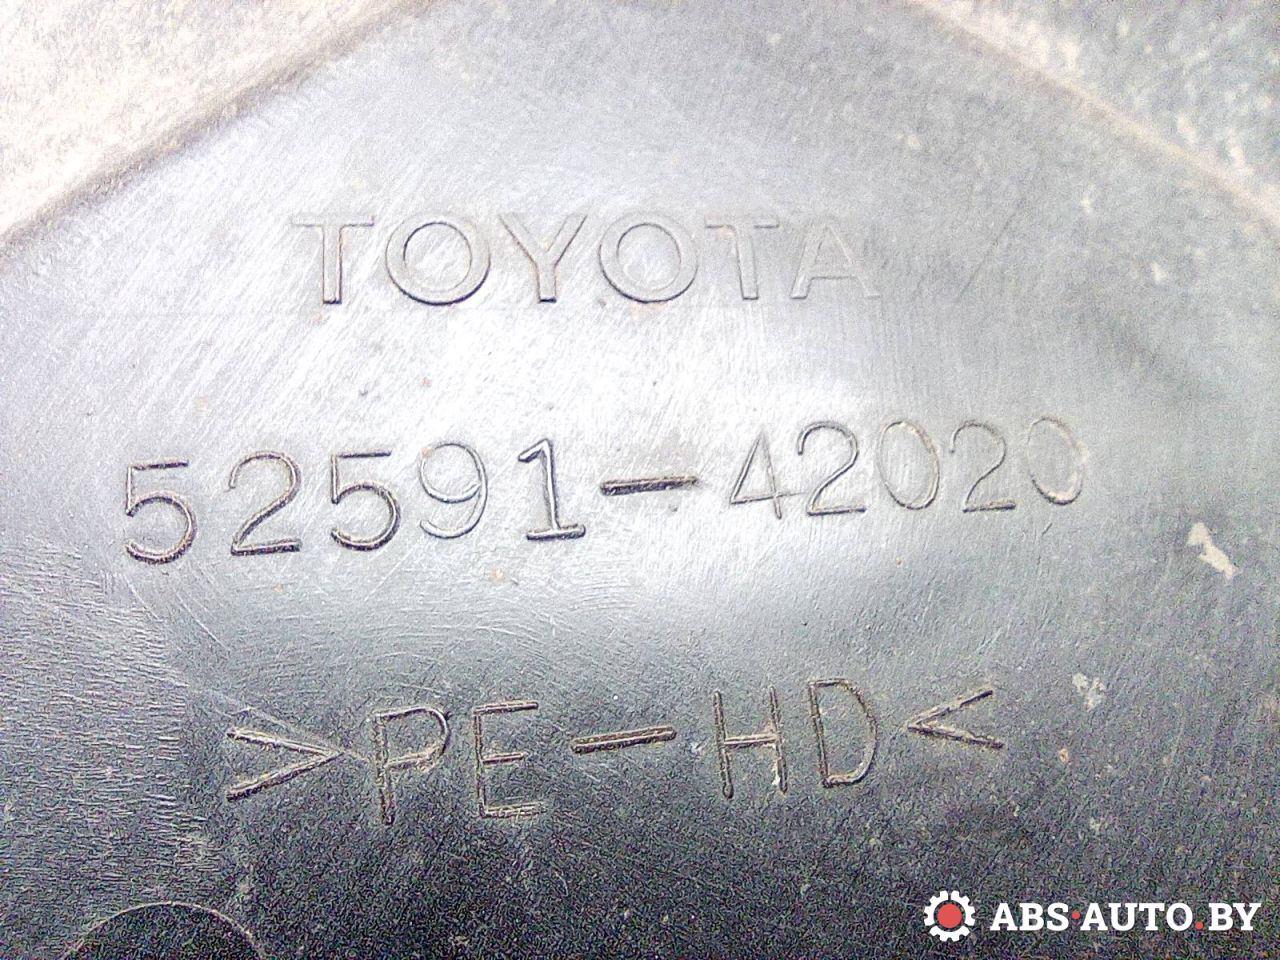 TOYOTA
52591-42020
>PE-HD<
ABS·AUTO.BY